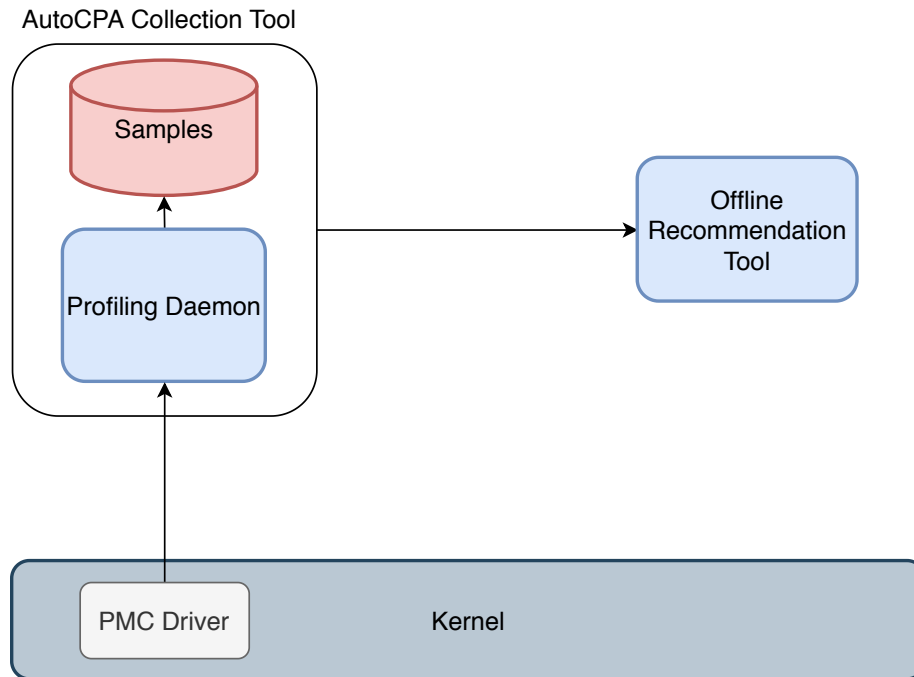 AutoCPA Collection Tool
Samples
Profiling Daemon
Offline
Recommendation
Tool
PMC Driver
Kernel